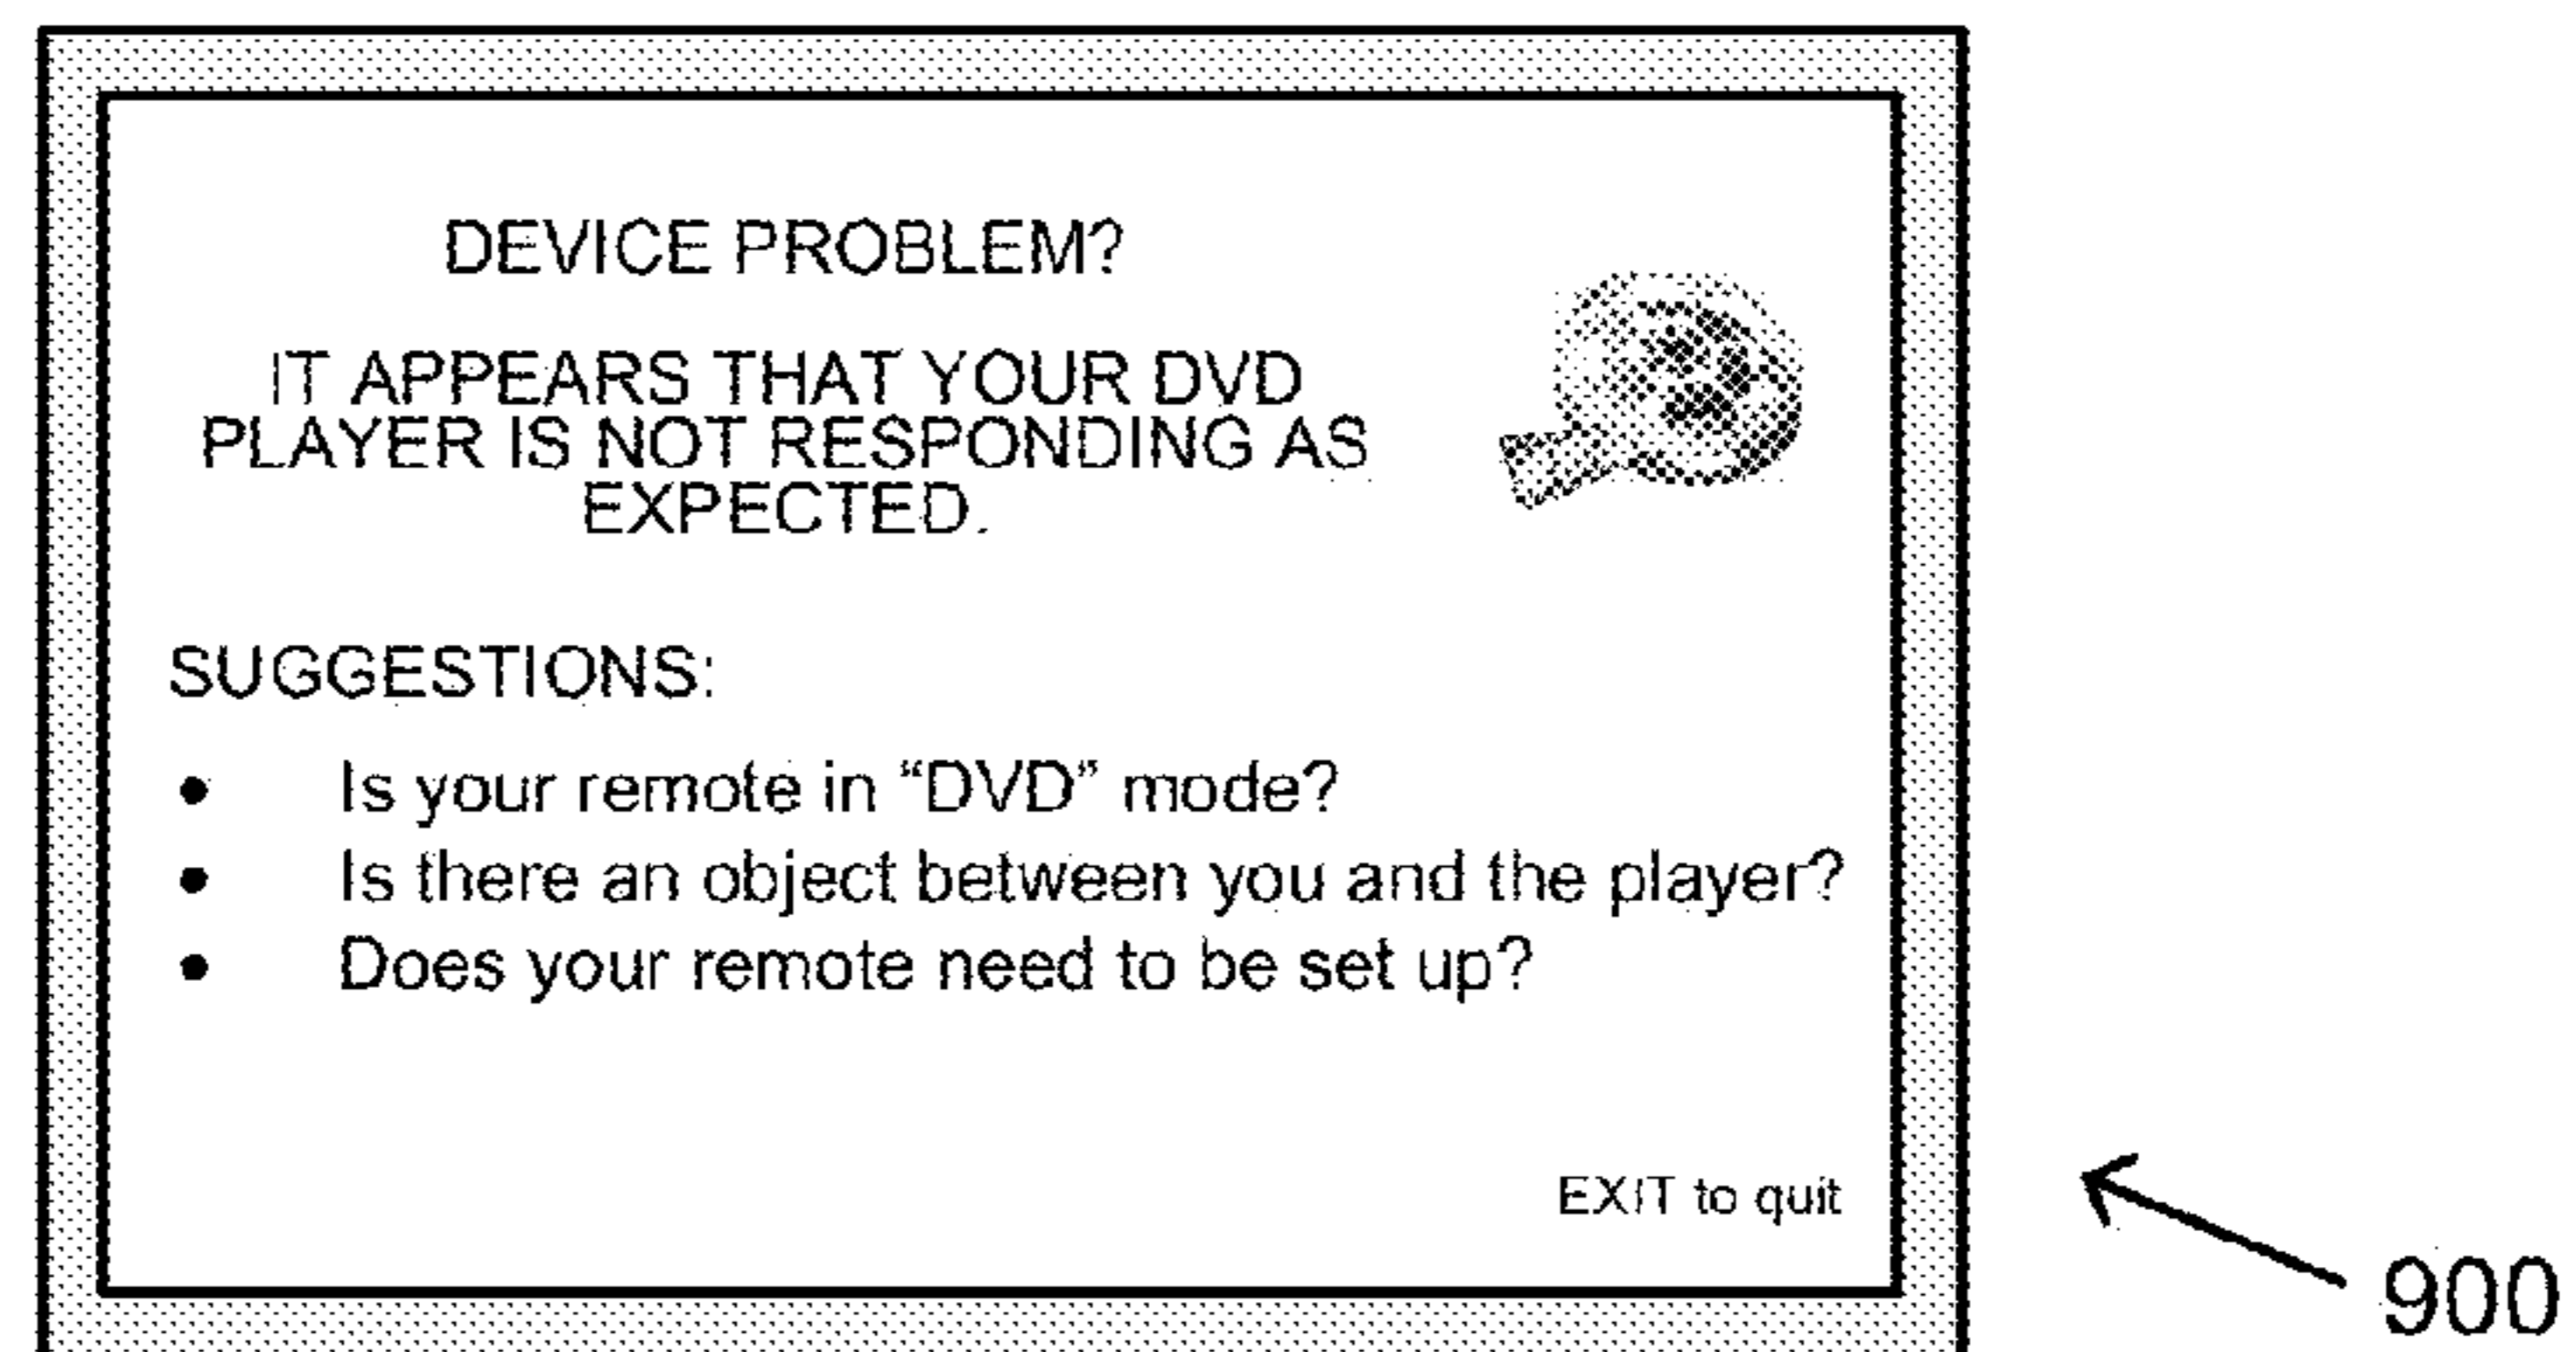 DEVICE PROBLEM?
IT APPEARS THAT YOUR DVD
PLAYER IS NOT RESPONDING AS
EXPECTED.
SUGGESTIONS:
• Is your remote in “DVD” mode?
• Is there an object between you and the player?
• Does your remote need to be set up?
EXIT to quit
900